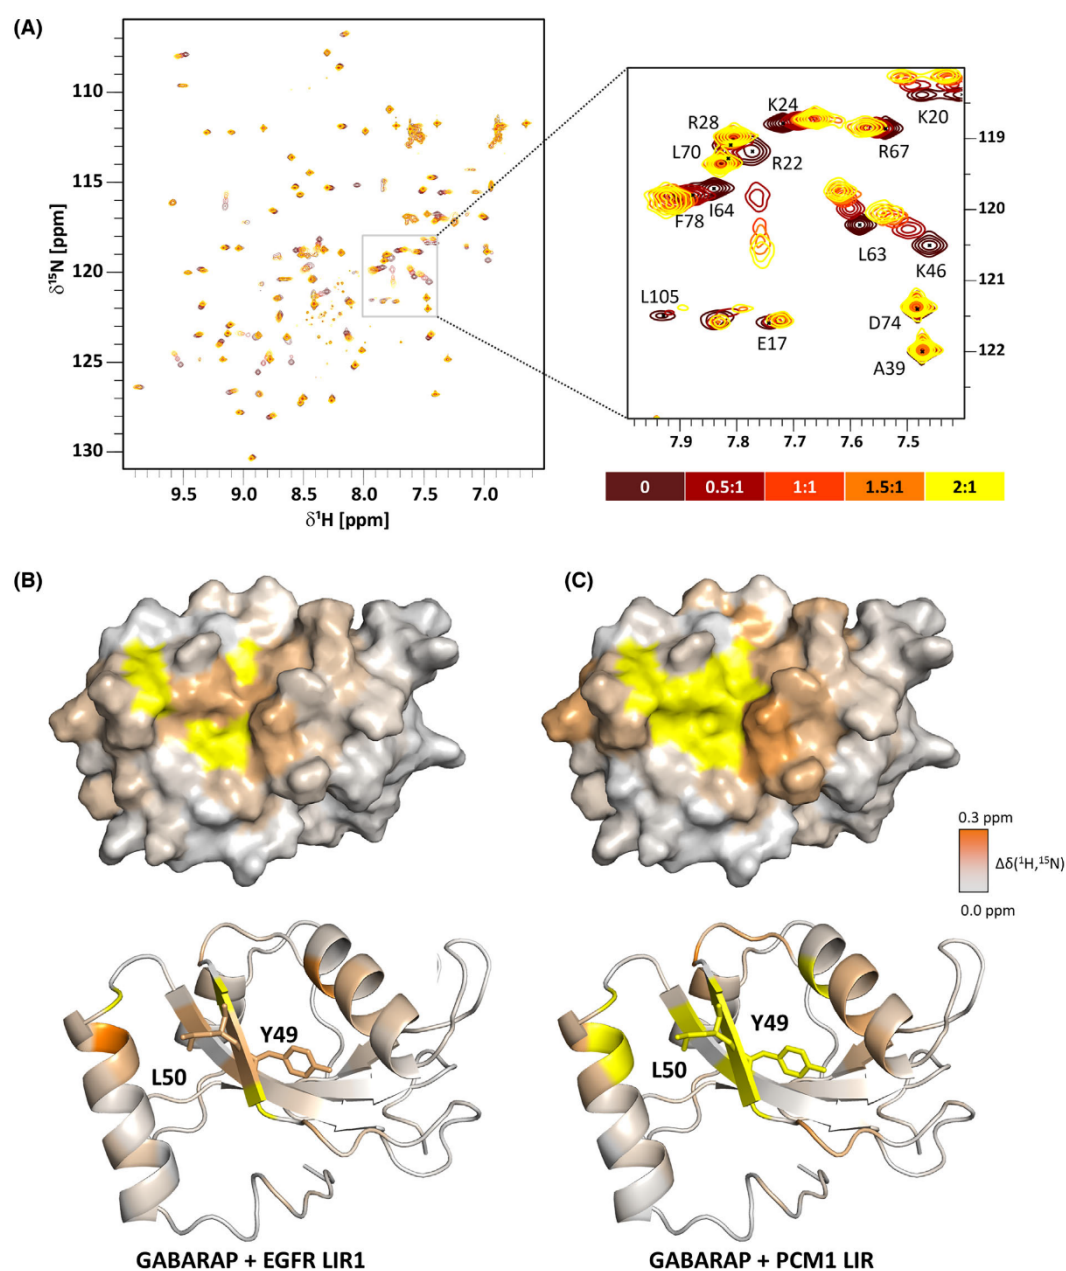 (A)
110
115
120
125
130
δ¹⁵N [ppm]
9.5 9.0 8.5 8.0 7.5 7.0
δ¹H [ppm]
K24
K20
R28
L70
R22
R67
F78
I64
L63
K46
L105
E17
D74
A39
119
120
121
122
7.9 7.8 7.7 7.6 7.5
0 0.5:1 1:1 1.5:1 2:1
(B)
(C)
0.3 ppm
Δδ(¹H,¹⁵N)
0.0 ppm
Y49
L50
Y49
L50
GABARAP + EGFR LIR1
GABARAP + PCM1 LIR